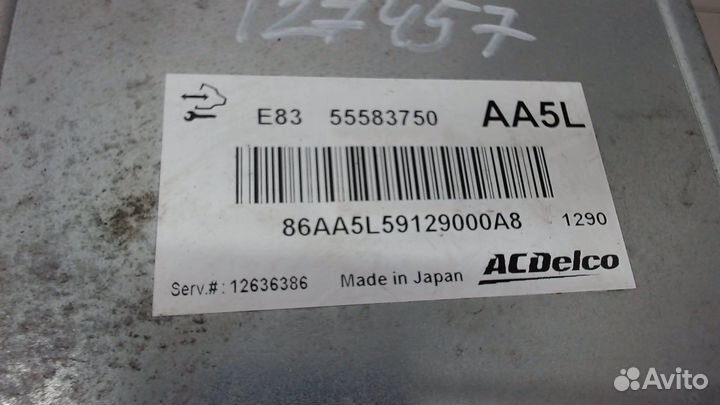 127457
E83 55583750 AA5L
86AA5L59129000A8 1290
Serv.#: 12636386 Made in Japan ACDelco
Avito